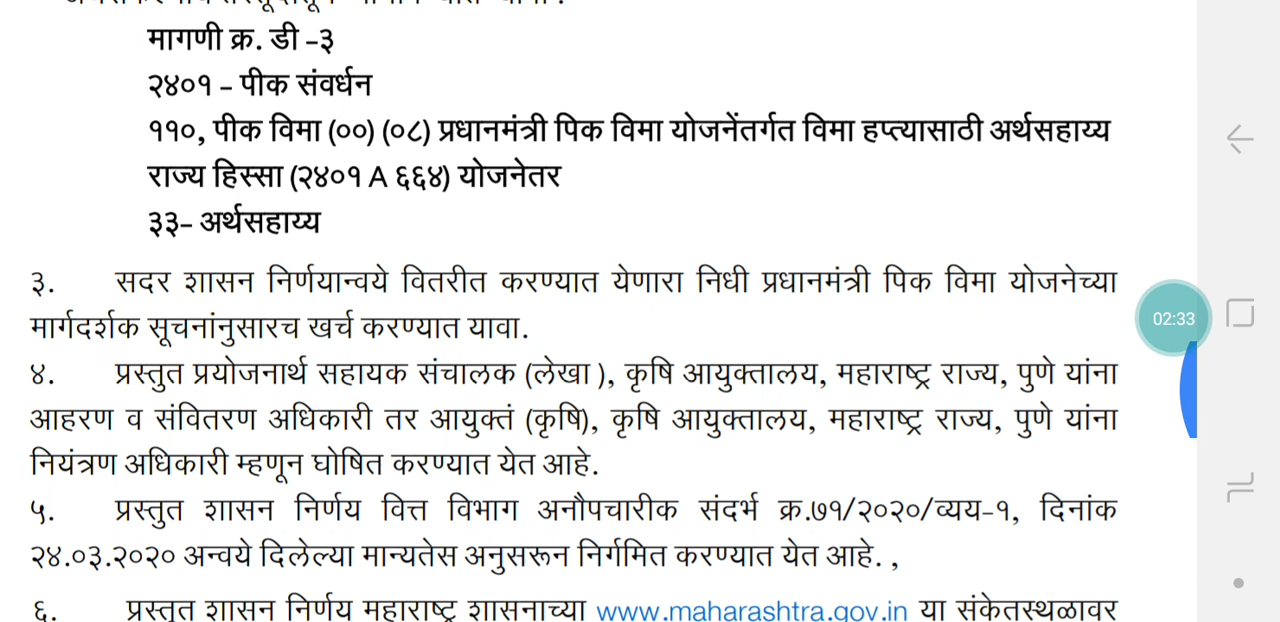 मागणी क्र. डी -३
२४०१ - पीक संवर्धन
११०, पीक विमा (००) (०८) प्रधानमंत्री पिक विमा योजनेंतर्गत विमा हप्त्यासाठी अर्थसहाय्य
राज्य हिस्सा (२४०१ A ६६४) योजनेतर
३३- अर्थसहाय्य
३. सदर शासन निर्णयान्वये वितरीत करण्यात येणारा निधी प्रधानमंत्री पिक विमा योजनेच्या
मार्गदर्शक सूचनांनुसारच खर्च करण्यात यावा.
02:33
४. प्रस्तुत प्रयोजनार्थ सहायक संचालक (लेखा ), कृषि आयुक्तालय, महाराष्ट्र राज्य, पुणे यांना
आहरण व संवितरण अधिकारी तर आयुक्तं (कृषि), कृषि आयुक्तालय, महाराष्ट्र राज्य, पुणे यांना
नियंत्रण अधिकारी म्हणून घोषित करण्यात येत आहे.
५. प्रस्तुत शासन निर्णय वित्त विभाग अनौपचारीक संदर्भ क्र.७१/२०२०/व्यय-१, दिनांक
२४.०३.२०२० अन्वये दिलेल्या मान्यतेस अनुसरून निर्गमित करण्यात येत आहे. ,
६. प्रस्तुत शासन निर्णय महाराष्ट्र शासनाच्या www.maharashtra.gov.in या संकेतस्थळावर